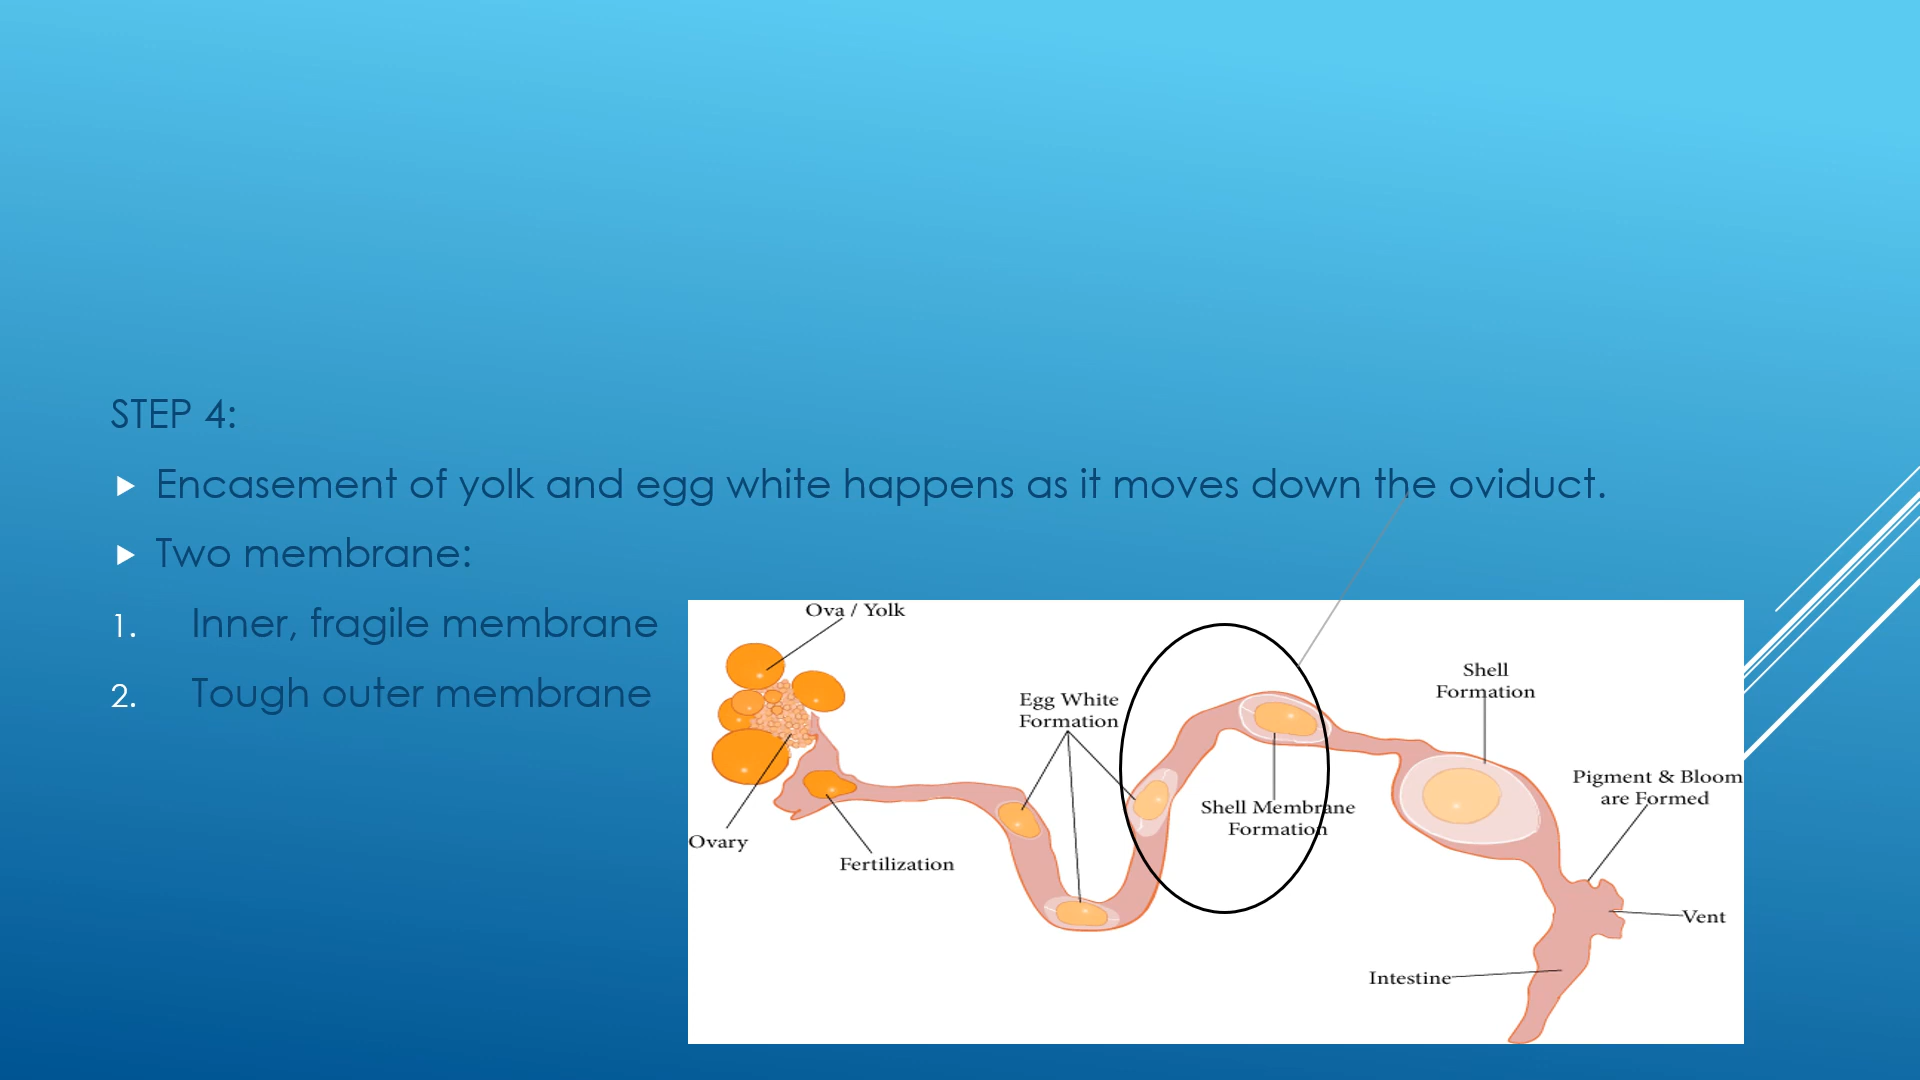 STEP 4:
Encasement of yolk and egg white happens as it moves down the oviduct.
Two membrane:
1. Inner, fragile membrane
2. Tough outer membrane
Ova / Yolk
Egg White
Formation
Shell
Formation
Pigment & Bloom
are Formed
Shell Membrane
Formation
Ovary
Fertilization
Vent
Intestine